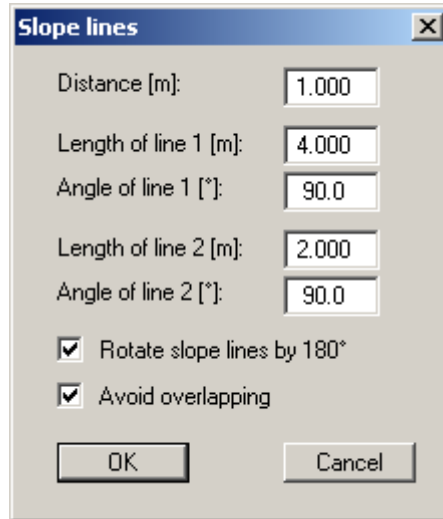 Slope lines
Distance [m]: 1.000
Length of line 1 [m]: 4.000
Angle of line 1 [°]: 90.0
Length of line 2 [m]: 2.000
Angle of line 2 [°]: 90.0
Rotate slope lines by 180°
Avoid overlapping
OK Cancel